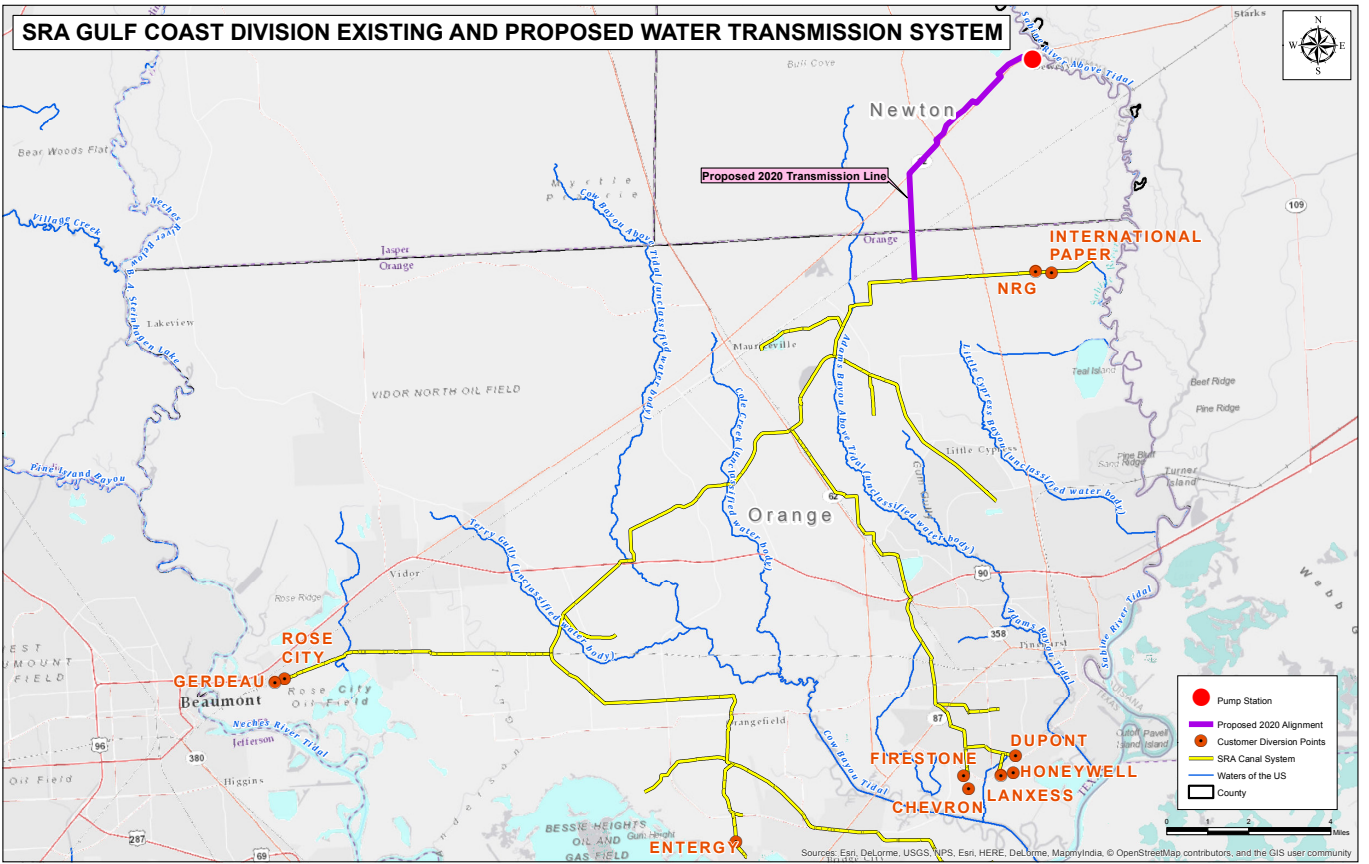 SRA GULF COAST DIVISION EXISTING AND PROPOSED WATER TRANSMISSION SYSTEM
Starks
N
W E
S
Bull Cove
Sabine River Above Tidal
Newton
Bear Woods Flat
Proposed 2020 Transmission Line
Myrtle
Prairie
Cow Bayou Above Tidal (unclassified water body)
109
Village Creek
Neches River Below B. A. Steinhagen Lake
Jasper
Orange
Orange
INTERNATIONAL
PAPER
NRG
Lakeview
Mauriceville
VIDOR NORTH OIL FIELD
Teal Island
Beef Ridge
Pine Ridge
Cole Creek (unclassified water body)
Adams Bayou Above Tidal (unclassified water body)
Little Cypress Bayou (unclassified water body)
Little Cypress
Gum Gully
Pine Bluff
Sand Ridge
Turner
Island
Pine Island Bayou
62
Orange
Terry Gully (unclassified water body)
Vidor
90
Rose Ridge
358
Pinehurst
Adams Bayou Tidal
Sabine River Tidal
ROSE
CITY
GERDEAU
Beaumont
Rose City
Oil Field
Neches River Tidal
Jefferson
Orangefield
87
96
380
Oil Field
Higgins
Cow Bayou Tidal
FIRESTONE
DUPONT
HONEYWELL
LANXESS
CHEVRON
BESSIE HEIGHTS
OIL AND
GAS FIELD
ENTERGY
287
69
Pump Station
Proposed 2020 Alignment
Customer Diversion Points
SRA Canal System
Waters of the US
County
0 1 2 4
Miles
Sources: Esri, DeLorme, USGS, NPS, Esri, HERE, DeLorme, MapmyIndia, © OpenStreetMap contributors, and the GIS user community